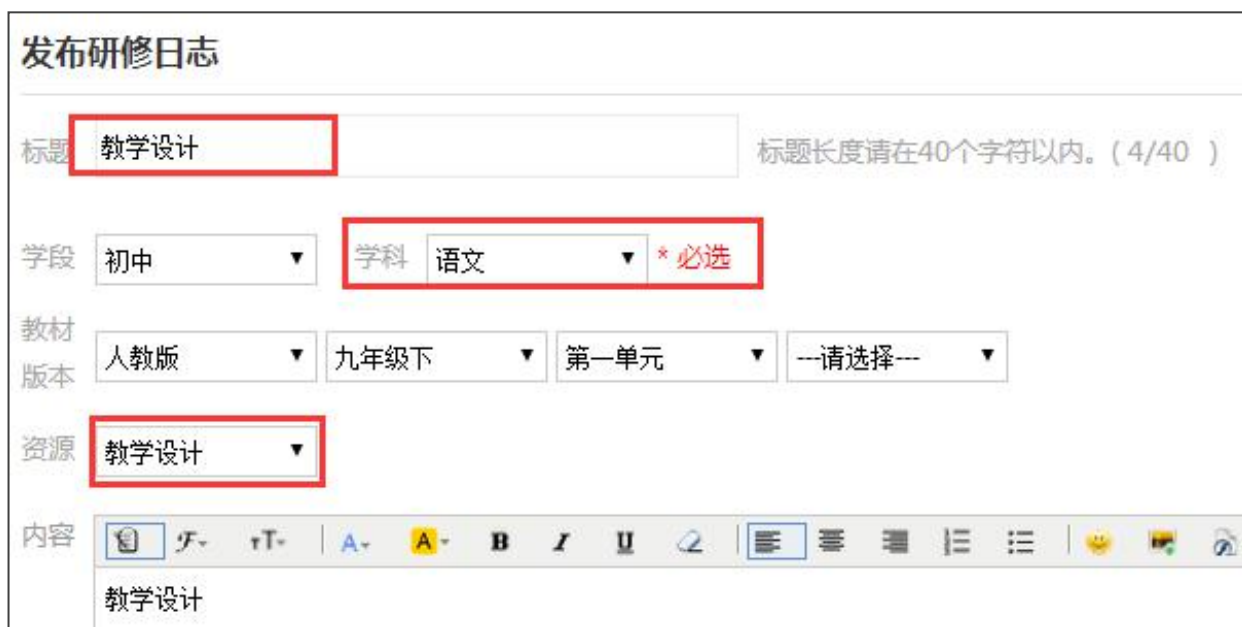 发布研修日志
标题 教学设计 标题长度请在40个字符以内。( 4/40 )
学段 初中 学科 语文 * 必选
教材版本 人教版 九年级下 第一单元 ---请选择---
资源 教学设计
内容 B I U
教学设计